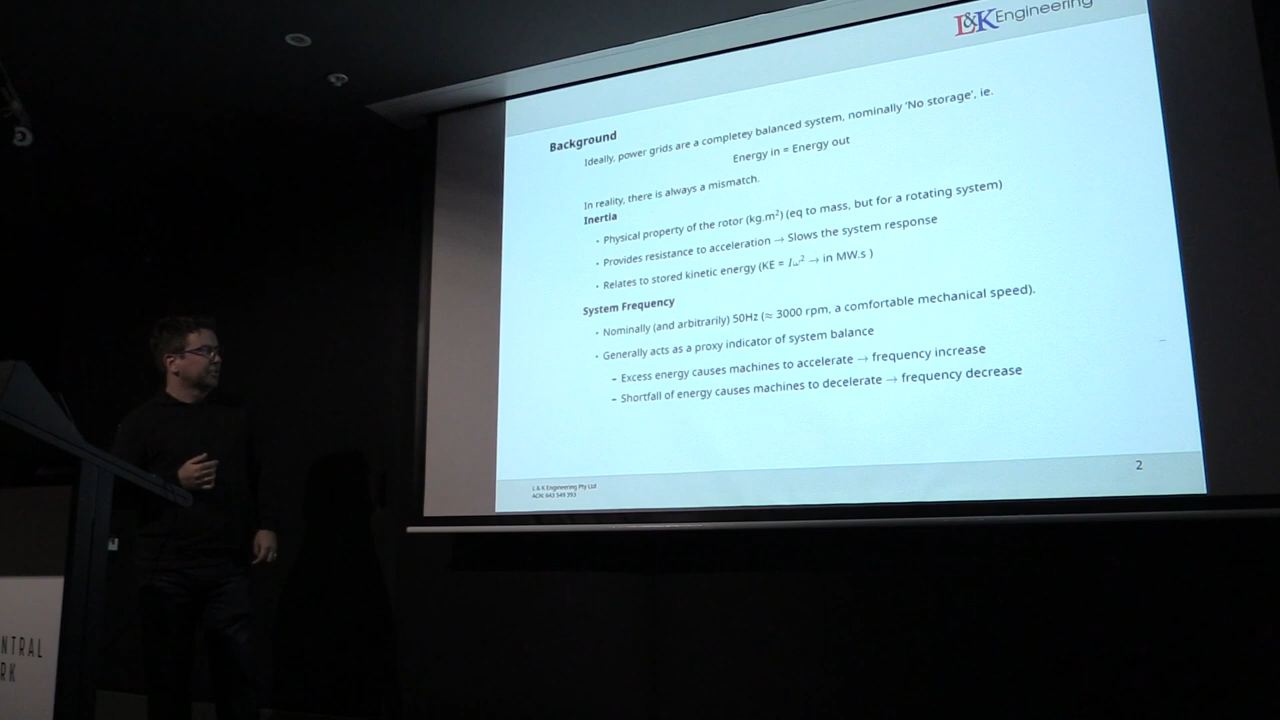 L&K Engineering
Background
Ideally, power grids are a completey balanced system, nominally 'No storage', ie.
Energy in = Energy out
In reality, there is always a mismatch.
Inertia
• Physical property of the rotor (kg.m²) (eq to mass, but for a rotating system)
• Provides resistance to acceleration → Slows the system response
• Relates to stored kinetic energy (KE = Iω² → in MW.s )
System Frequency
• Nominally (and arbitrarily) 50Hz (≈ 3000 rpm, a comfortable mechanical speed).
• Generally acts as a proxy indicator of system balance
– Excess energy causes machines to accelerate → frequency increase
– Shortfall of energy causes machines to decelerate → frequency decrease
L & K Engineering Pty Ltd
ACN: 643 549 393
2
NTRAL
RK